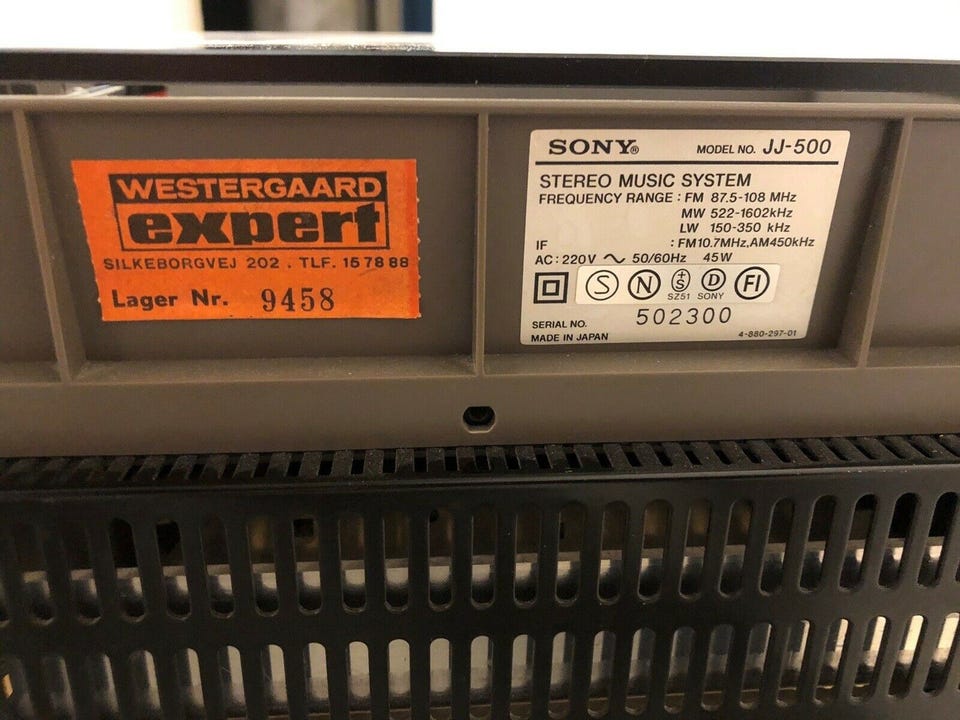 WESTERGAARD
expert
SILKEBORGVEJ 202 . TLF. 15 78 88
Lager Nr. 9458
SONY® MODEL NO. JJ-500
STEREO MUSIC SYSTEM
FREQUENCY RANGE : FM 87.5-108 MHz
MW 522-1602kHz
LW 150-350 kHz
IF : FM10.7MHz,AM450kHz
AC: 220V ~ 50/60Hz 45W
S N ± S S D FI
SZ51 SONY
SERIAL NO. 502300
MADE IN JAPAN 4-880-297-01